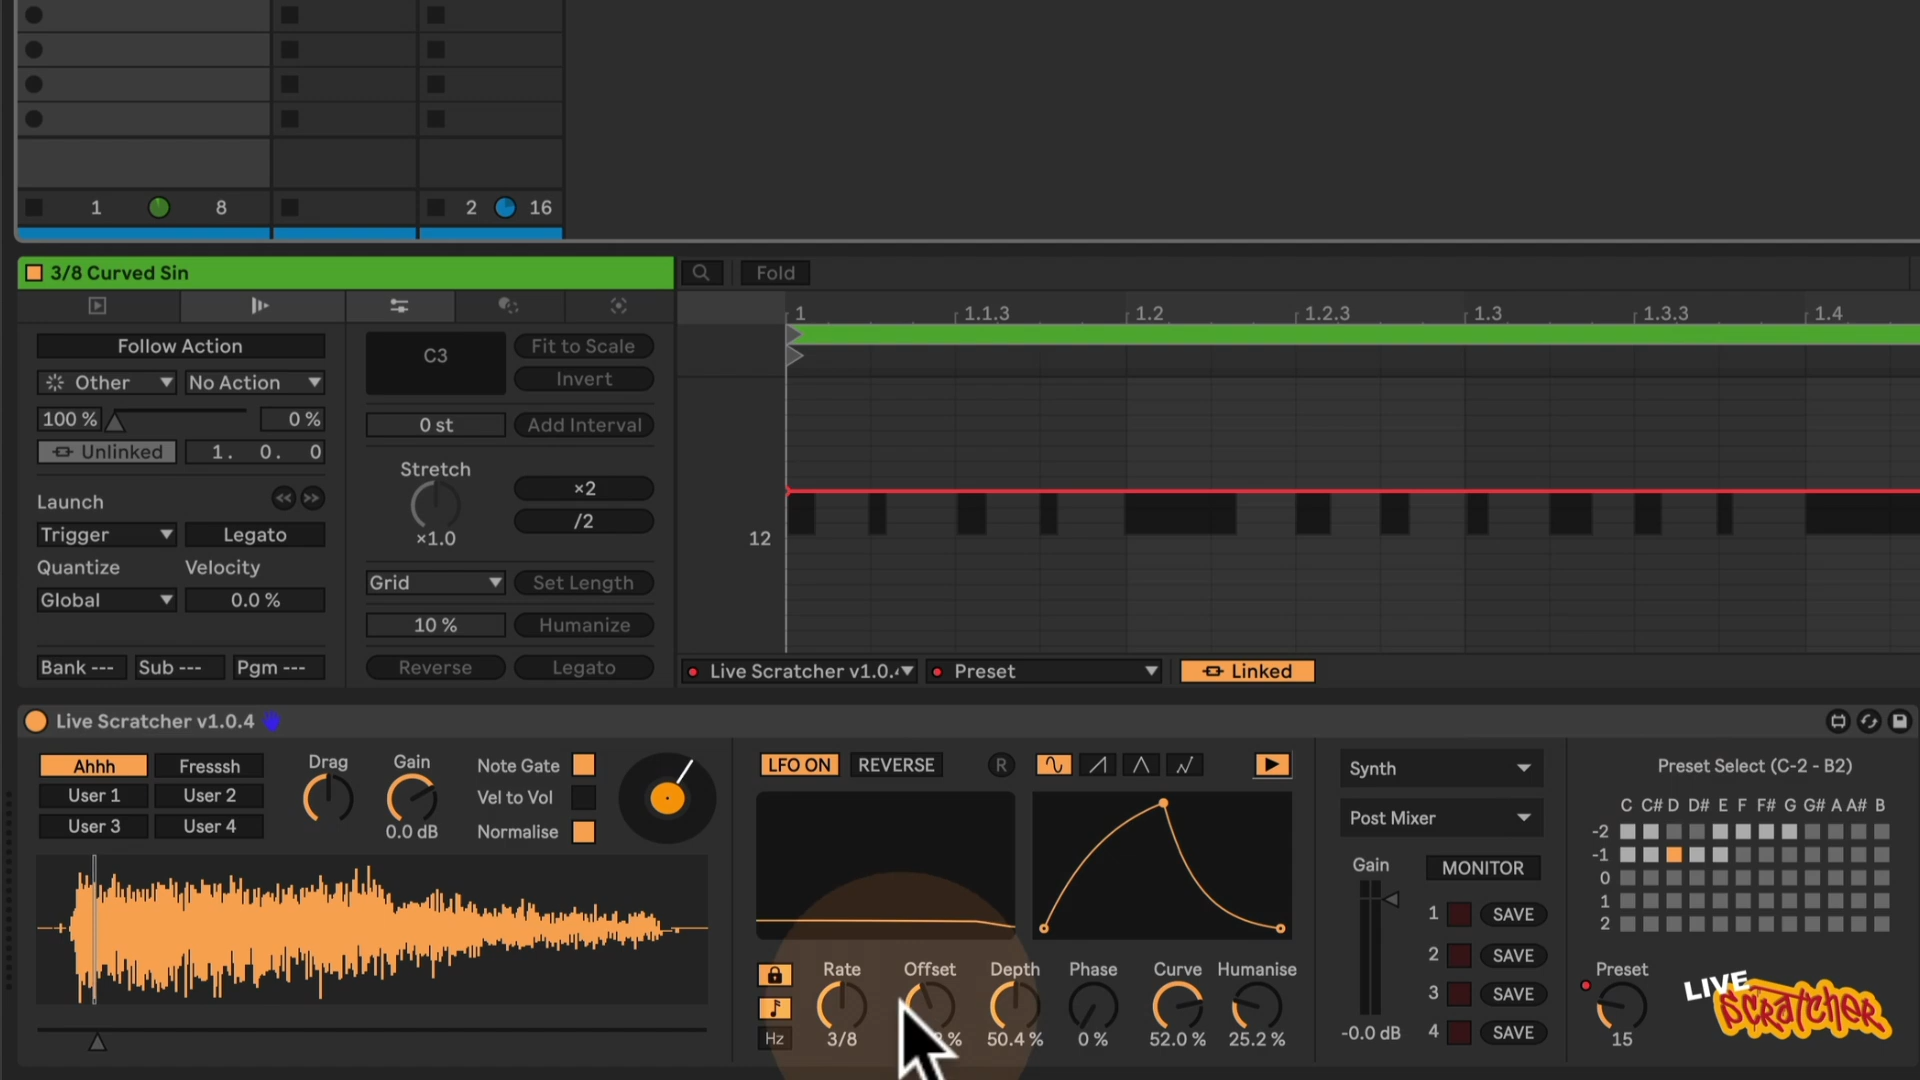 1 8 2 16
3/8 Curved Sin
Fold
1 1.1.3 1.2 1.2.3 1.3 1.3.3 1.4
Follow Action
Other No Action
100 % 0 %
Unlinked 1. 0. 0
Launch
Trigger Legato
Quantize Velocity
Global 0.0 %
Bank --- Sub --- Pgm ---
C3 Fit to Scale
Invert
0 st Add Interval
Stretch
×2
/2
×1.0
Grid Set Length
10 % Humanize
Reverse Legato
12
Live Scratcher v1.0. Preset Linked
Live Scratcher v1.0.4
Ahhh Fresssh
User 1 User 2
User 3 User 4
Drag Gain
0.0 dB
Note Gate
Vel to Vol
Normalise
LFO ON REVERSE R
Rate Offset Depth Phase Curve Humanise
Hz 3/8 % 50.4 % 0 % 52.0 % 25.2 %
Synth
Post Mixer
Gain MONITOR
1 SAVE
2 SAVE
3 SAVE
4 SAVE
-0.0 dB
Preset Select (C-2 - B2)
C C# D D# E F F# G G# A A# B
-2
-1
0
1
2
Preset
15
LIVE
SCRATCHER